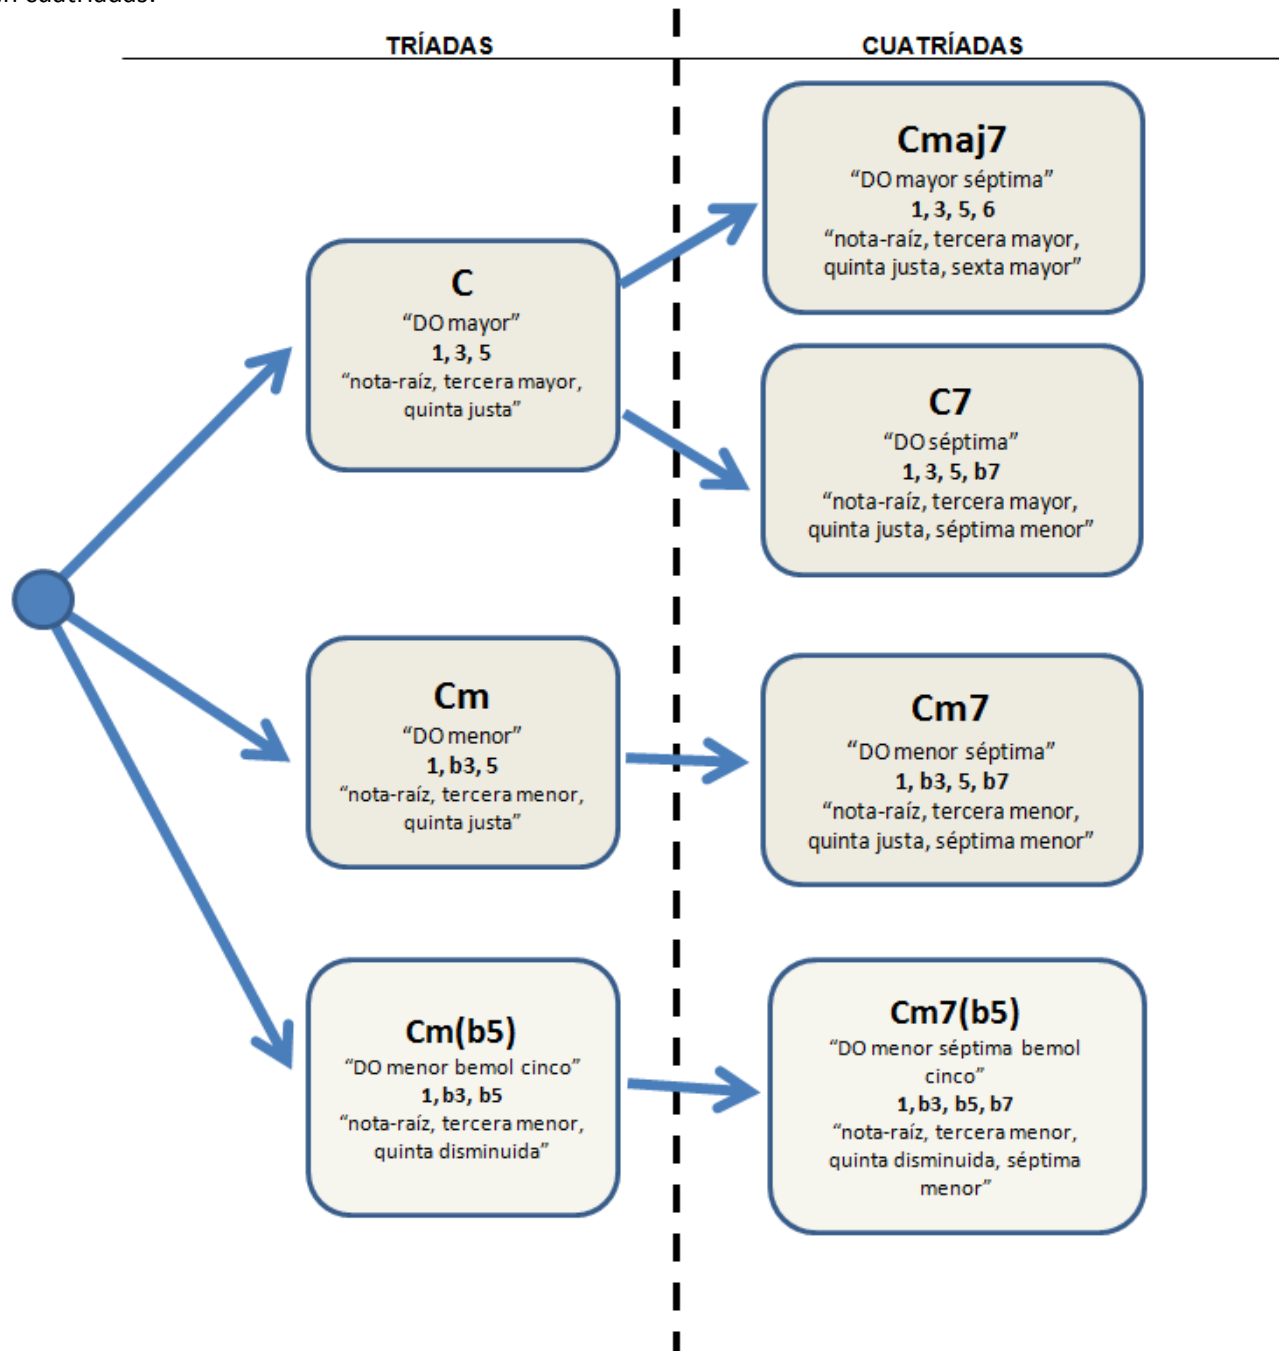 cuatríadas.
TRÍADAS
CUATRÍADAS
C
“DO mayor”
1, 3, 5
“nota-raíz, tercera mayor,
quinta justa”
Cmaj7
“DO mayor séptima”
1, 3, 5, 6
“nota-raíz, tercera mayor,
quinta justa, sexta mayor”
C7
“DO séptima”
1, 3, 5, b7
“nota-raíz, tercera mayor,
quinta justa, séptima menor”
Cm
“DO menor”
1, b3, 5
“nota-raíz, tercera menor,
quinta justa”
Cm7
“DO menor séptima”
1, b3, 5, b7
“nota-raíz, tercera menor,
quinta justa, séptima menor”
Cm(b5)
“DO menor bemol cinco”
1, b3, b5
“nota-raíz, tercera menor,
quinta disminuida”
Cm7(b5)
“DO menor séptima bemol
cinco”
1, b3, b5, b7
“nota-raíz, tercera menor,
quinta disminuida, séptima
menor”